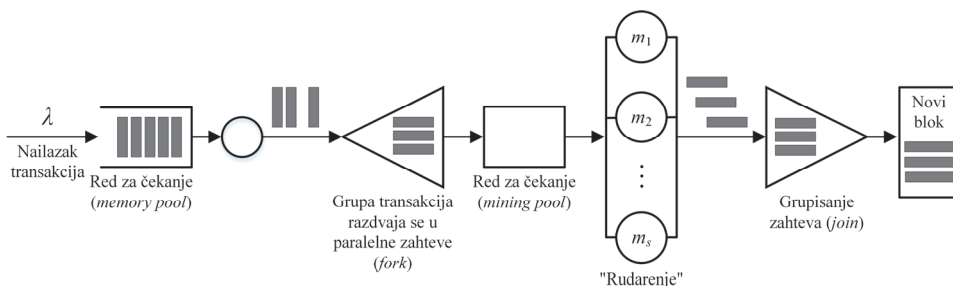 λ
Nailazak
transakcija
Red za čekanje
(memory pool)
Grupa transakcija
razdvaja se u
paralelne zahteve
(fork)
Red za čekanje
(mining pool)
m1
m2
⋮
ms
"Rudarenje"
Grupisanje
zahteva (join)
Novi
blok